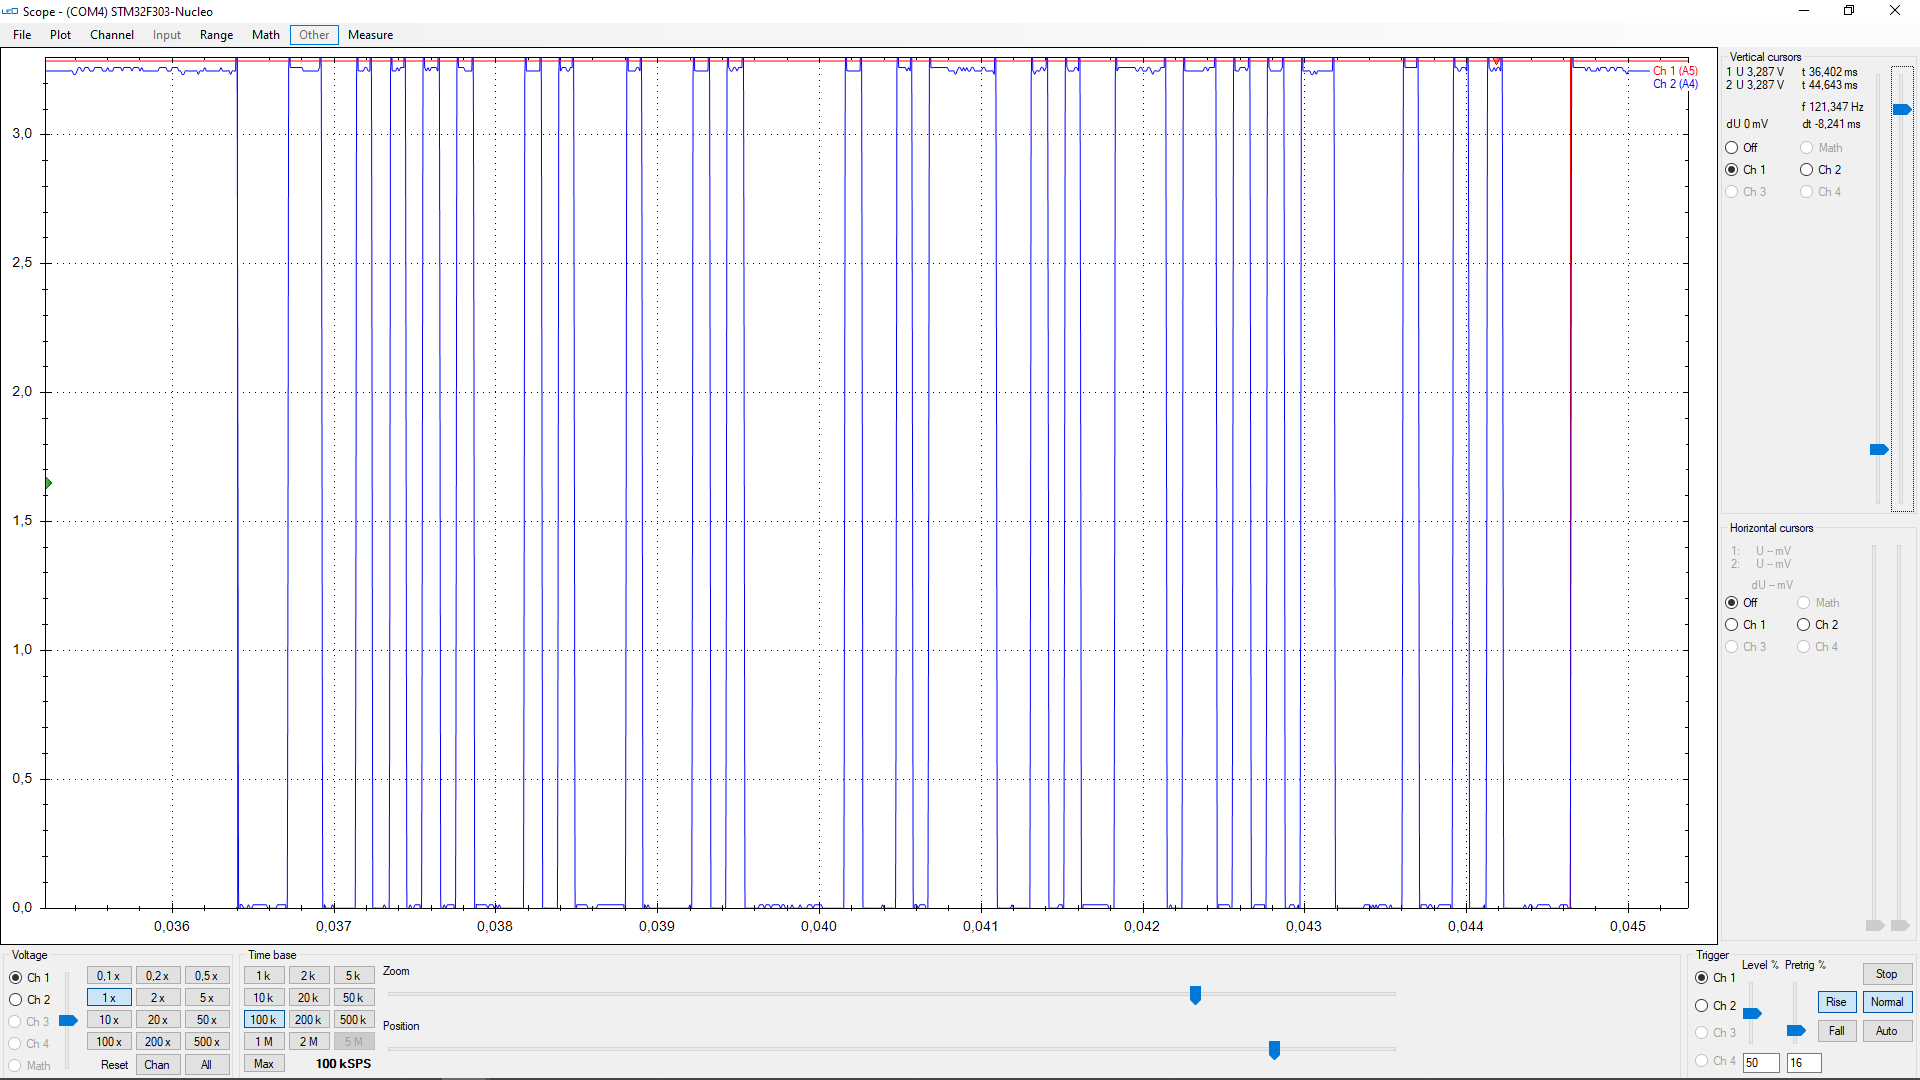 LEO Scope - (COM4) STM32F303-Nucleo
File Plot Channel Input Range Math Other Measure
Ch 1 (A5)
Ch 2 (A4)
3,0
2,5
2,0
1,5
1,0
0,5
0,0
0,036 0,037 0,038 0,039 0,040 0,041 0,042 0,043 0,044 0,045
Vertical cursors
1 U 3,287 V t 36,402 ms
2 U 3,287 V t 44,643 ms
f 121,347 Hz
dU 0 mV dt -8,241 ms
Off Math
Ch 1 Ch 2
Ch 3 Ch 4
Horizontal cursors
1: U -- mV
2: U -- mV
dU -- mV
Off Math
Ch 1 Ch 2
Ch 3 Ch 4
Voltage
Ch 1 0,1 x 0,2 x 0,5 x
Ch 2 1 x 2 x 5 x
Ch 3 10 x 20 x 50 x
Ch 4 100 x 200 x 500 x
Math Reset Chan All
Time base
1 k 2 k 5 k
10 k 20 k 50 k
100 k 200 k 500 k
1 M 2 M 5 M
Max 100 kSPS
Zoom
Position
Trigger
Level % Pretrig %
Ch 1 Stop
Ch 2 Rise Normal
Ch 3 Fall Auto
Ch 4 50 16